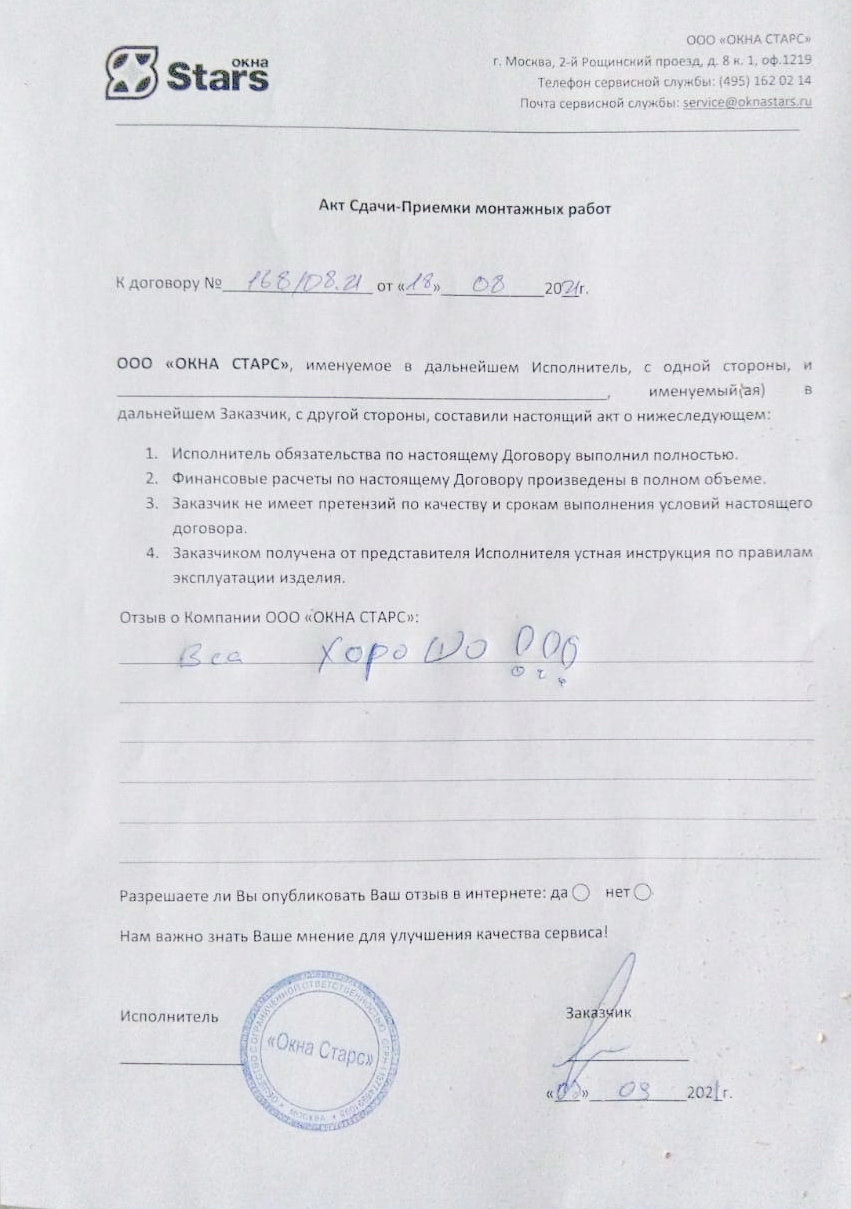 ОКНА
Stars
ООО «ОКНА СТАРС»
г. Москва, 2-й Рощинский проезд, д. 8 к. 1, оф.1219
Телефон сервисной службы: (495) 162 02 14
Почта сервисной службы: service@oknastars.ru
Акт Сдачи-Приемки монтажных работ
К договору № 168/08.21 от «18» 08 2021г.
ООО «ОКНА СТАРС», именуемое в дальнейшем Исполнитель, с одной стороны, и
, именуемый(ая) в
дальнейшем Заказчик, с другой стороны, составили настоящий акт о нижеследующем:
1. Исполнитель обязательства по настоящему Договору выполнил полностью.
2. Финансовые расчеты по настоящему Договору произведены в полном объеме.
3. Заказчик не имеет претензий по качеству и срокам выполнения условий настоящего
договора.
4. Заказчиком получена от представителя Исполнителя устная инструкция по правилам
эксплуатации изделия.
Отзыв о Компании ООО «ОКНА СТАРС»:
Все хорошо
Разрешаете ли Вы опубликовать Ваш отзыв в интернете: да нет
Нам важно знать Ваше мнение для улучшения качества сервиса!
Исполнитель
Заказчик
ОБЩЕСТВО С ОГРАНИЧЕННОЙ ОТВЕТСТВЕННОСТЬЮ
«Окна Старс»
МОСКВА
09 2021г.